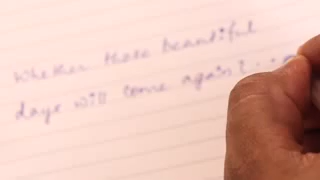 Whether those beautiful
days will come again? . . .